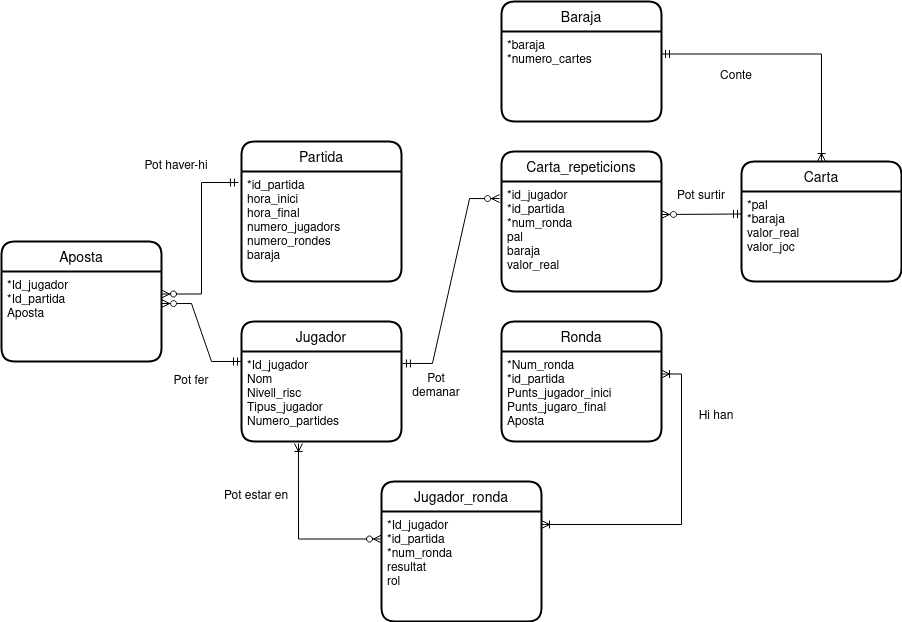 Baraja
*baraja
*numero_cartes
Conte
Pot haver-hi
Partida
*id_partida
hora_inici
hora_final
numero_jugadors
numero_rondes
baraja
Carta_repeticions
*id_jugador
*id_partida
*num_ronda
pal
baraja
valor_real
Pot surtir
Carta
*pal
*baraja
valor_real
valor_joc
Aposta
*Id_jugador
*Id_partida
Aposta
Pot fer
Jugador
*Id_jugador
Nom
Nivell_risc
Tipus_jugador
Numero_partides
Pot
demanar
Ronda
*Num_ronda
*id_partida
Punts_jugador_inici
Punts_jugaro_final
Aposta
Hi han
Pot estar en
Jugador_ronda
*Id_jugador
*id_partida
*num_ronda
resultat
rol